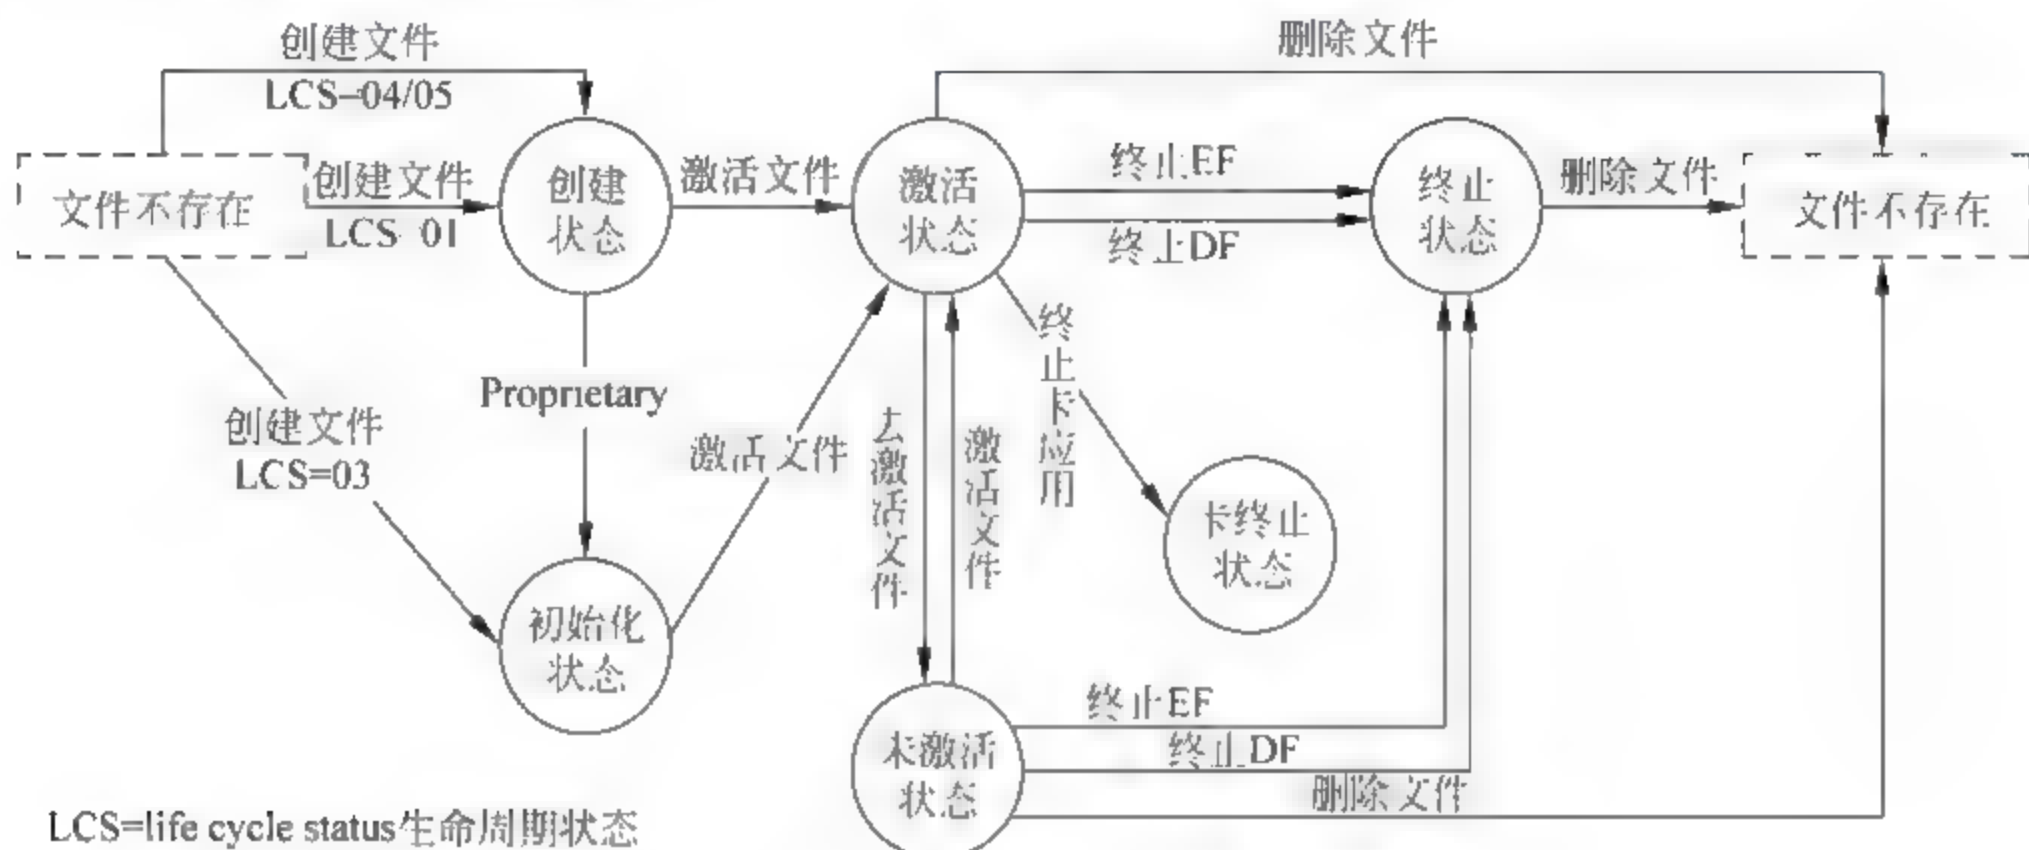 创建文件
LCS=04/05
文件不存在
创建文件
LCS=01
创建
状态
激活文件
激活
状态
删除文件
终止EF
终止DF
终止
状态
删除文件
文件不存在
Proprietary
创建文件
LCS=03
激活文件
去激活文件
激活文件
终止卡应用
卡终止
状态
初始化
状态
未激活
状态
终止EF
终止DF
删除文件
LCS=life cycle status生命周期状态